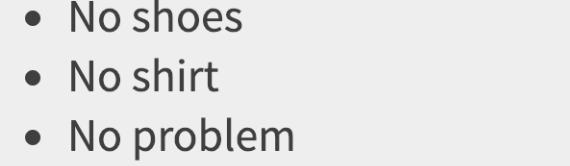 • No shoes
• No shirt
• No problem